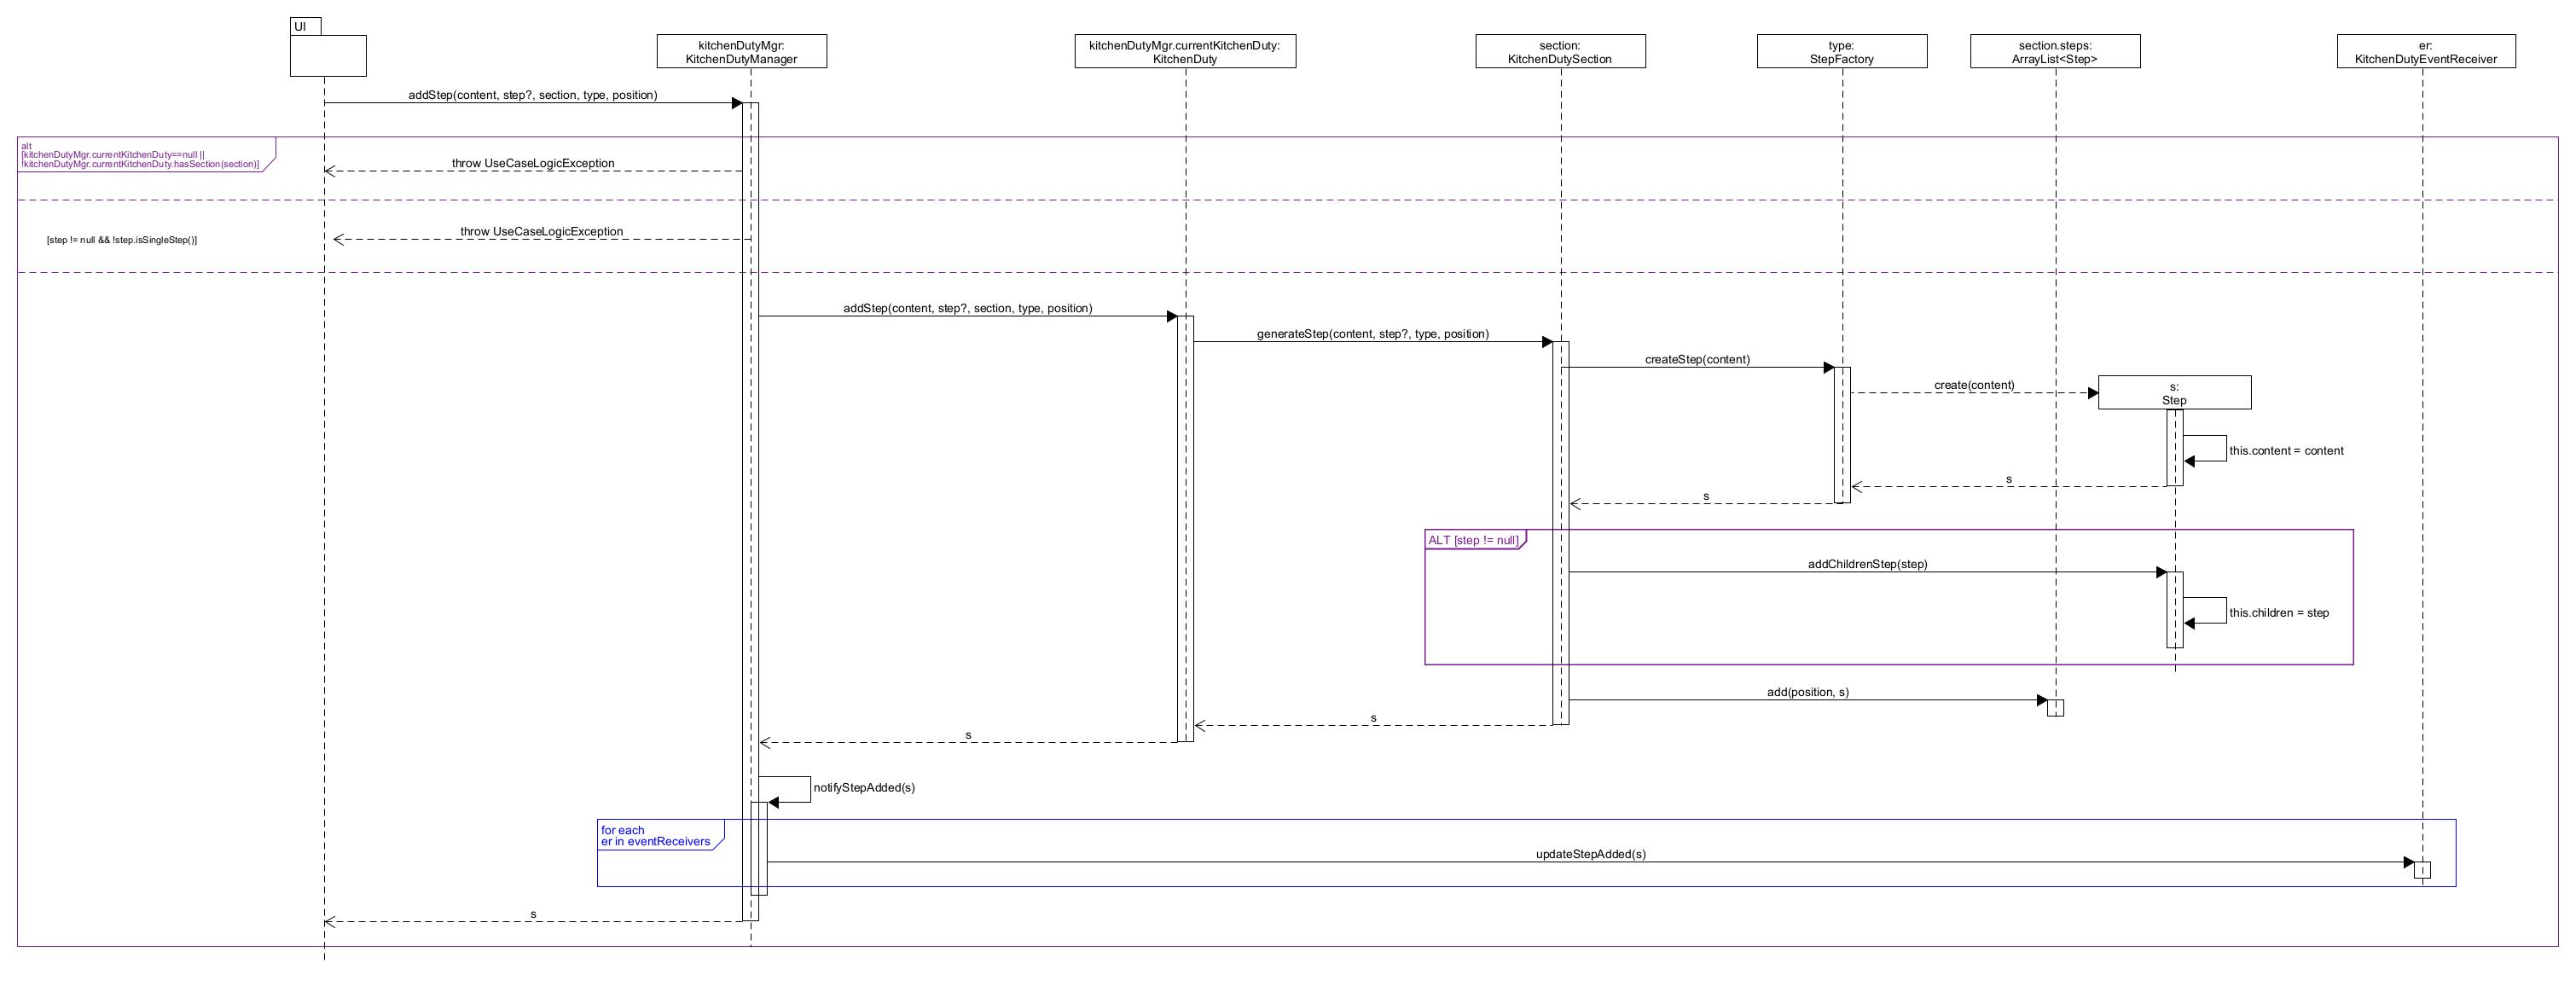 UI
kitchenDutyMgr:
KitchenDutyManager
kitchenDutyMgr.currentKitchenDuty:
KitchenDuty
section:
KitchenDutySection
type:
StepFactory
section.steps:
ArrayList<Step>
er:
KitchenDutyEventReceiver
addStep(content, step?, section, type, position)
alt
[kitchenDutyMgr.currentKitchenDuty==null ||
!kitchenDutyMgr.currentKitchenDuty.hasSection(section)]
throw UseCaseLogicException
throw UseCaseLogicException
[step != null && !step.isSingleStep()]
addStep(content, step?, section, type, position)
generateStep(content, step?, type, position)
createStep(content)
create(content)
s:
Step
this.content = content
s
s
ALT [step != null]
addChildrenStep(step)
this.children = step
add(position, s)
s
s
notifyStepAdded(s)
for each
er in eventReceivers
updateStepAdded(s)
s